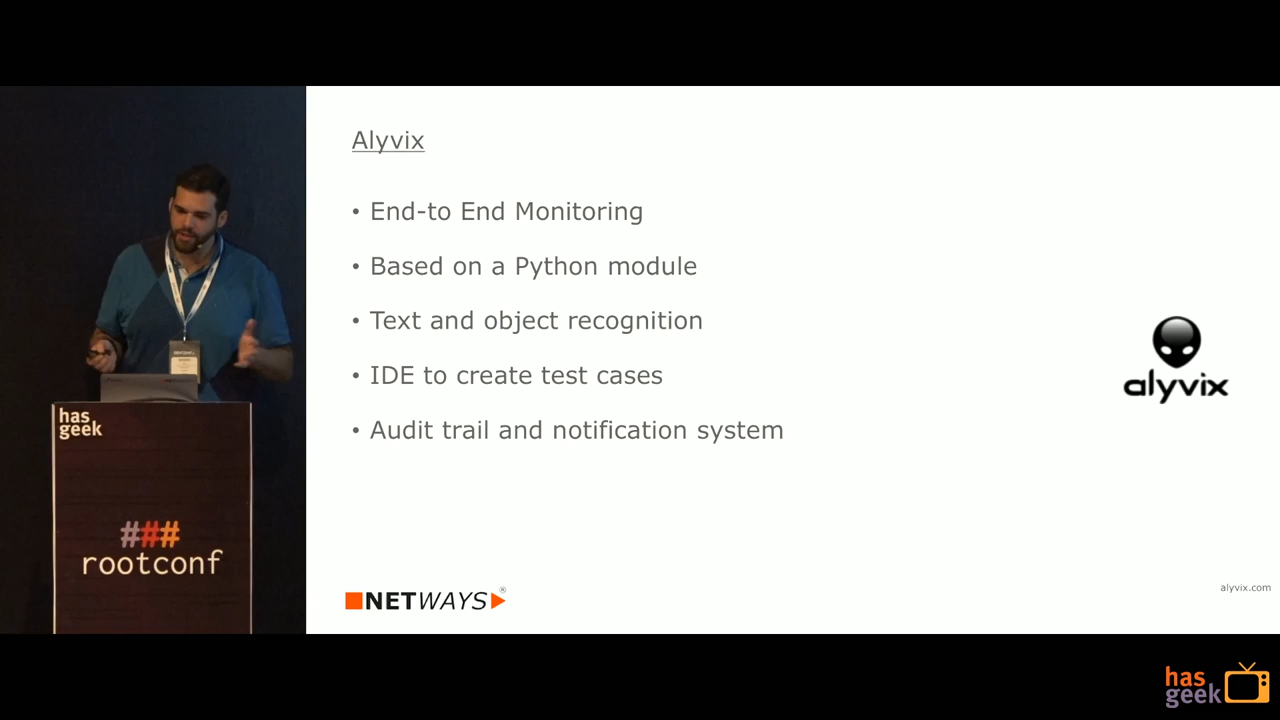 Alyvix
• End-to End Monitoring
• Based on a Python module
• Text and object recognition
• IDE to create test cases
• Audit trail and notification system
alyvix
alyvix.com
NETWAYS®
has
geek
###
rootconf
has
geek